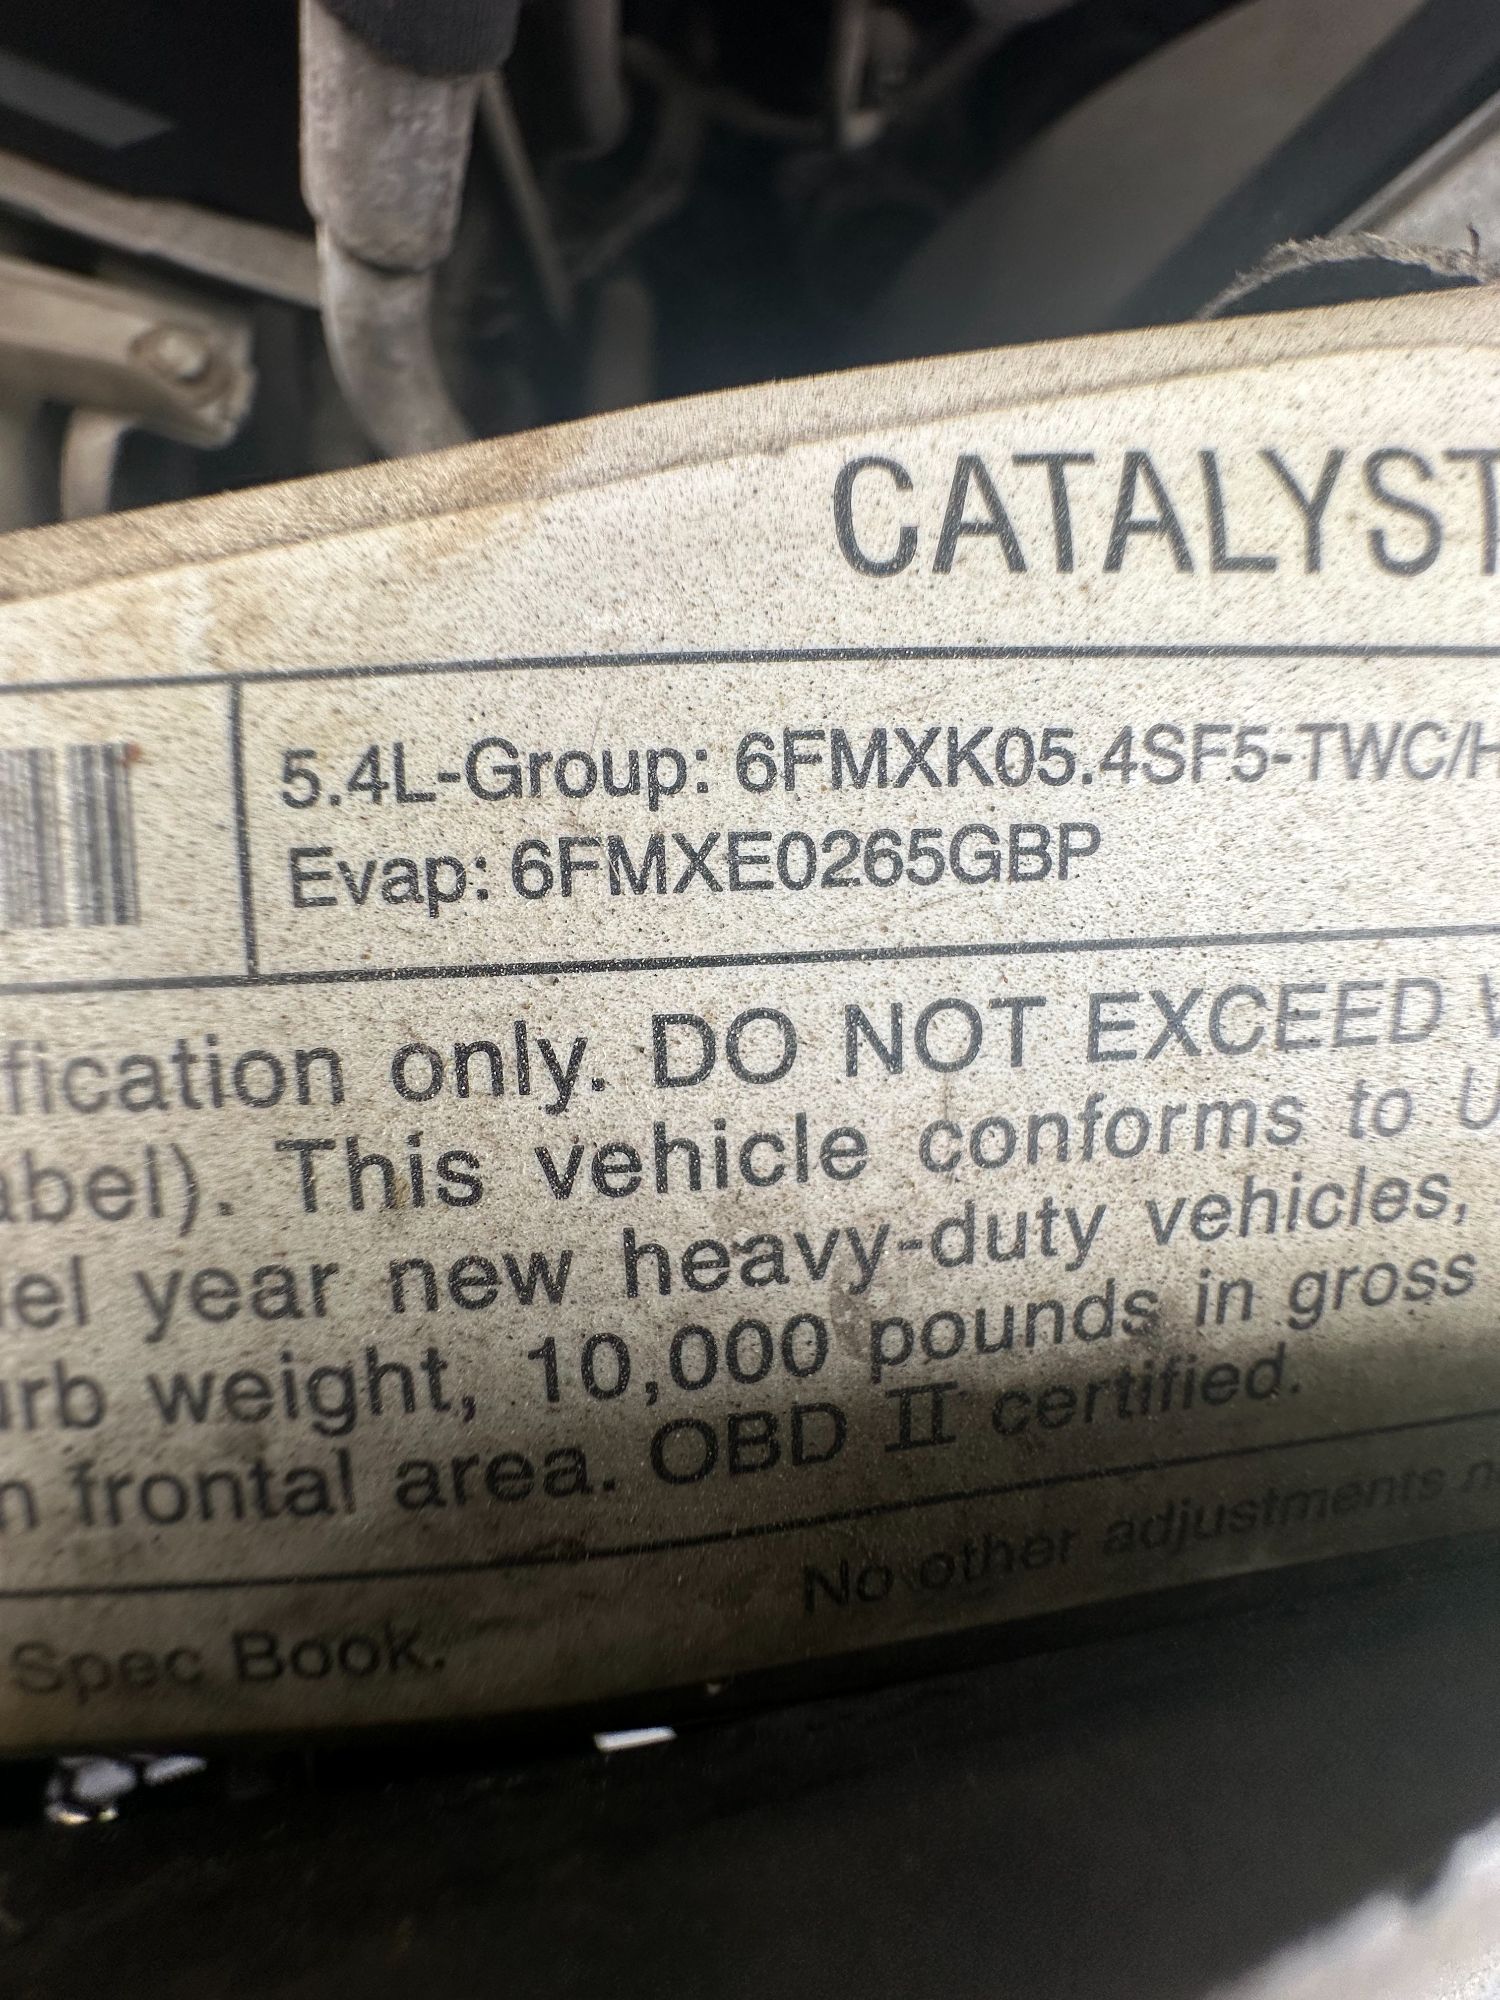 CATALYST
5.4L-Group: 6FMXK05.4SF5-TWC/H
Evap: 6FMXE0265GBP
fication only. DO NOT EXCEED
abel). This vehicle conforms to U
el year new heavy-duty vehicles,
urb weight, 10,000 pounds in gross
n frontal area. OBD II certified.
No other adjustments
Spec Book.